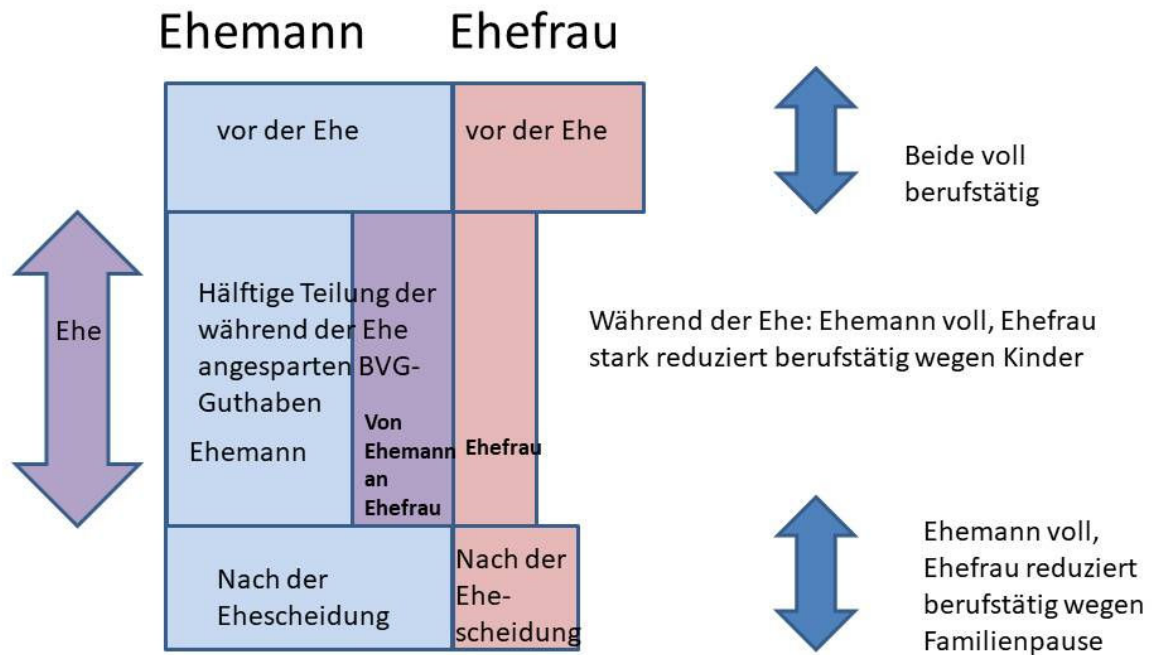 Ehemann Ehefrau
vor der Ehe
vor der Ehe
Beide voll
berufstätig
Ehe
Hälftige Teilung der
während der Ehe
angesparten BVG-
Guthaben
Ehemann
Von
Ehemann
an
Ehefrau
Ehefrau
Während der Ehe: Ehemann voll, Ehefrau
stark reduziert berufstätig wegen Kinder
Nach der
Ehescheidung
Nach der
Ehe-
scheidung
Ehemann voll,
Ehefrau reduziert
berufstätig wegen
Familienpause